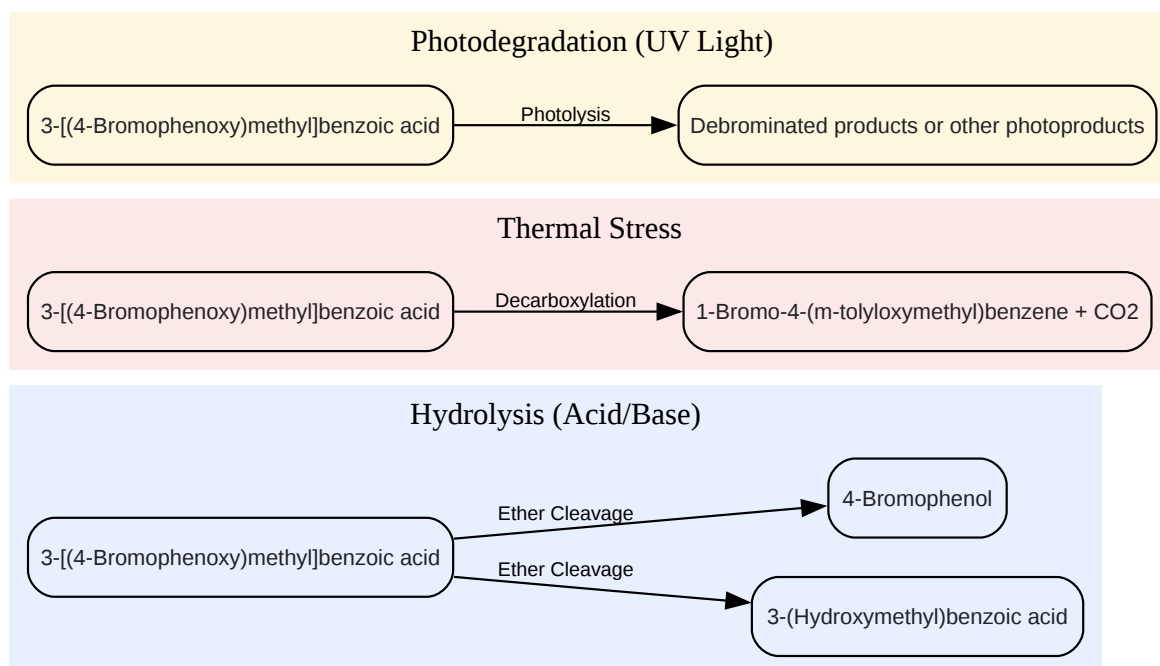 Photodegradation (UV Light)
3-[(4-Bromophenoxy)methyl]benzoic acid
Photolysis
Debrominated products or other photoproducts
Thermal Stress
3-[(4-Bromophenoxy)methyl]benzoic acid
Decarboxylation
1-Bromo-4-(m-tolyloxymethyl)benzene + CO2
Hydrolysis (Acid/Base)
3-[(4-Bromophenoxy)methyl]benzoic acid
Ether Cleavage
4-Bromophenol
Ether Cleavage
3-(Hydroxymethyl)benzoic acid